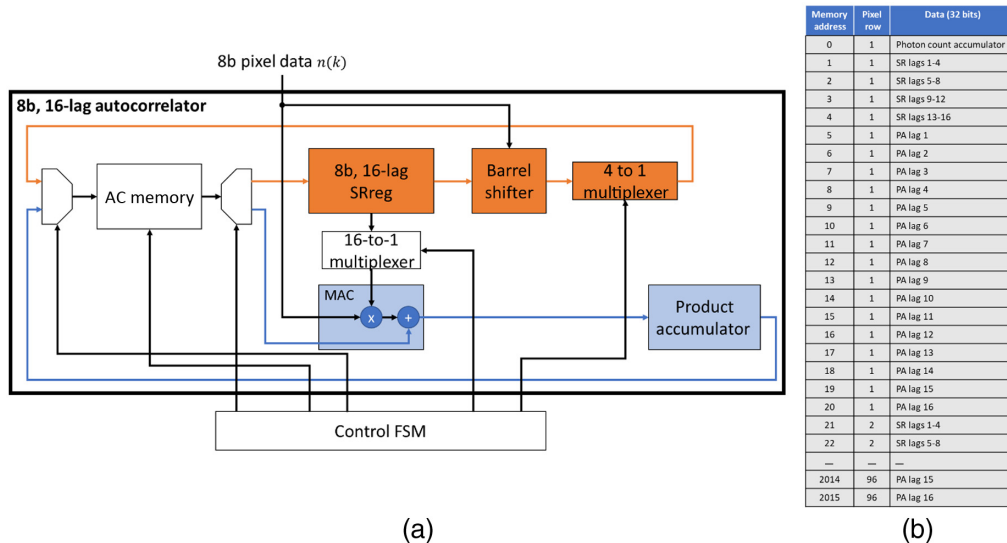 8b pixel data n(k)
8b, 16-lag autocorrelator
AC memory
8b, 16-lag
SRreg
Barrel
shifter
4 to 1
multiplexer
16-to-1
multiplexer
MAC
x
+
Product
accumulator
Control FSM
(a)
Memory address Pixel row Data (32 bits)
0 1 Photon count accumulator
1 1 SR lags 1-4
2 1 SR lags 5-8
3 1 SR lags 9-12
4 1 SR lags 13-16
5 1 PA lag 1
6 1 PA lag 2
7 1 PA lag 3
8 1 PA lag 4
9 1 PA lag 5
10 1 PA lag 6
11 1 PA lag 7
12 1 PA lag 8
13 1 PA lag 9
14 1 PA lag 10
15 1 PA lag 11
16 1 PA lag 12
17 1 PA lag 13
18 1 PA lag 14
19 1 PA lag 15
20 1 PA lag 16
21 2 SR lags 1-4
22 2 SR lags 5-8
— — —
2014 96 PA lag 15
2015 96 PA lag 16
(b)